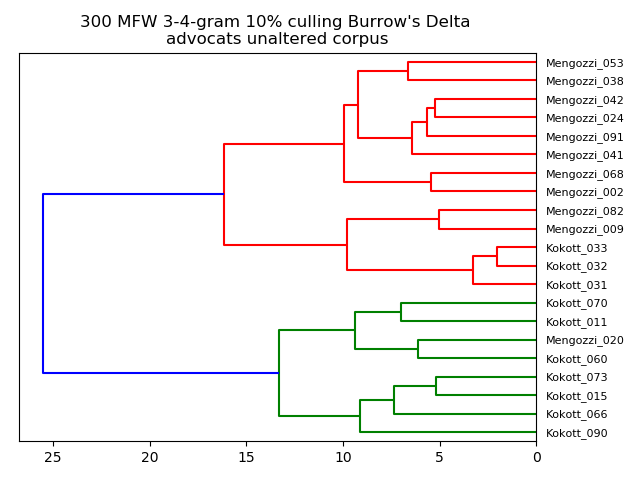 300 MFW 3-4-gram 10% culling Burrow's Delta
advocats unaltered corpus
Mengozzi_053
Mengozzi_038
Mengozzi_042
Mengozzi_024
Mengozzi_091
Mengozzi_041
Mengozzi_068
Mengozzi_002
Mengozzi_082
Mengozzi_009
Kokott_033
Kokott_032
Kokott_031
Kokott_070
Kokott_011
Mengozzi_020
Kokott_060
Kokott_073
Kokott_015
Kokott_066
Kokott_090
25 20 15 10 5 0